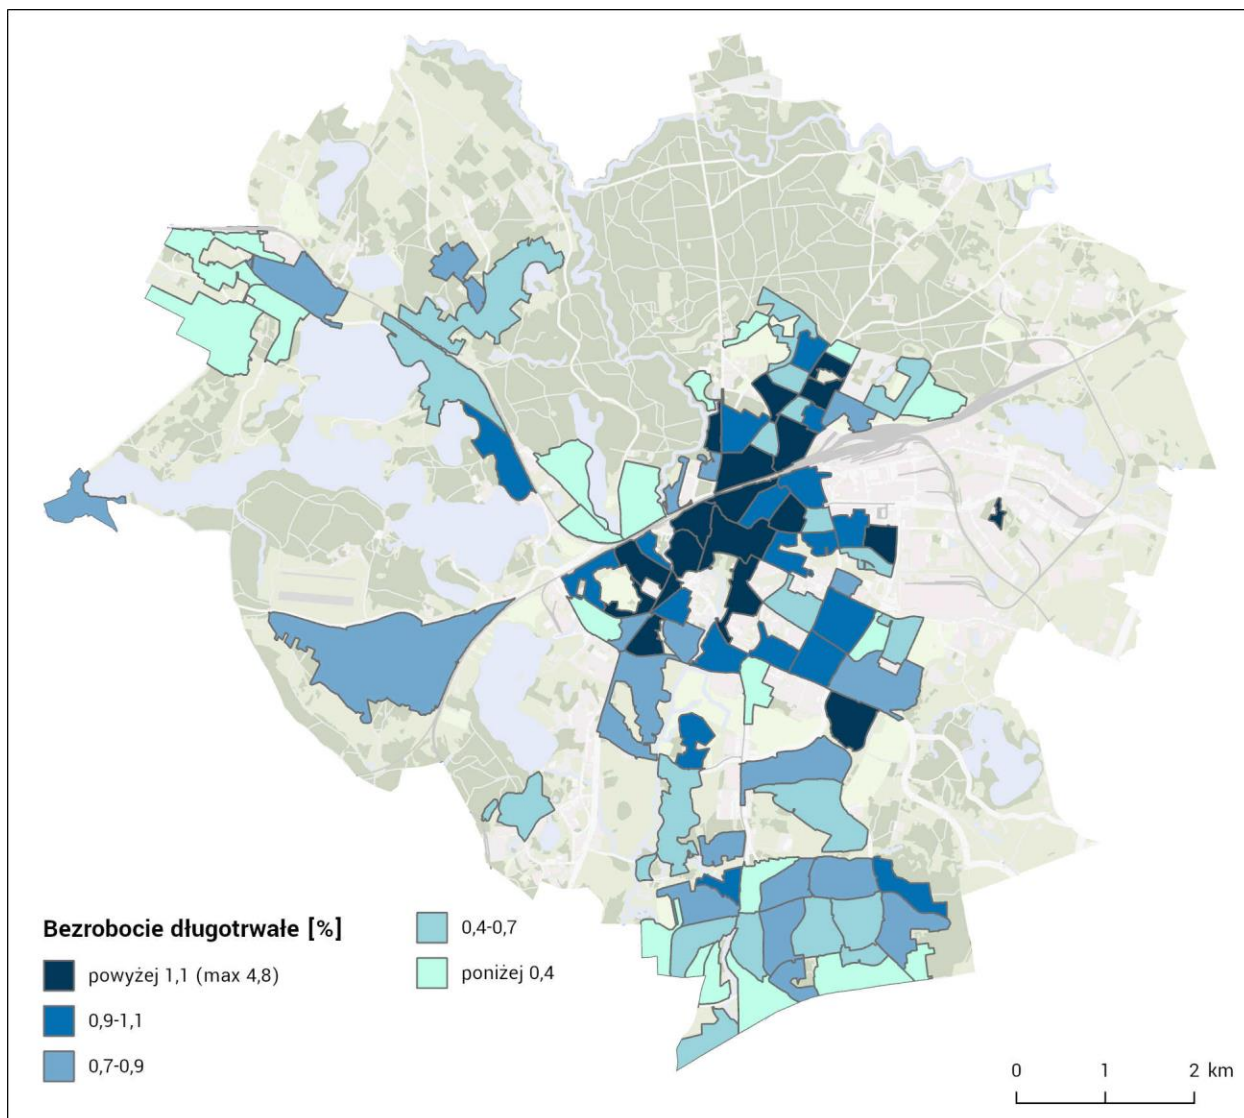 Bezrobocie długotrwałe [%]
powyżej 1,1 (max 4,8)
0,9-1,1
0,7-0,9
0,4-0,7
poniżej 0,4
0 1 2 km